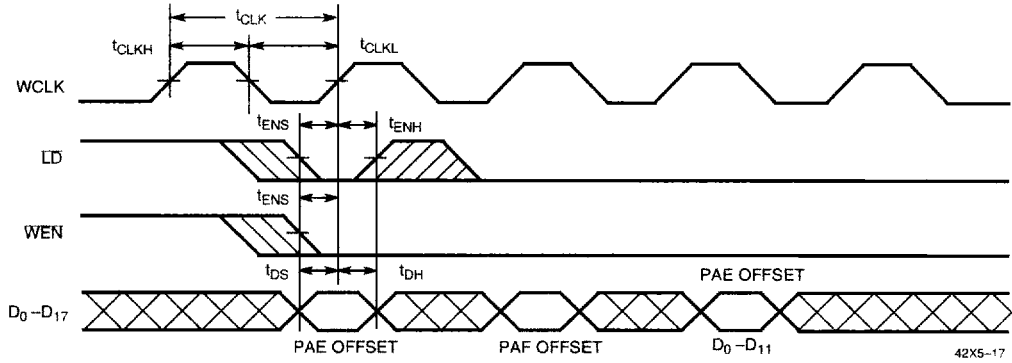 tCLK
tCLKH
tCLKL
WCLK
tENS
tENH
LD
tENS
WEN
tDS
tDH
PAE OFFSET
D0–D17
PAE OFFSET
PAF OFFSET
D0–D11
42X5-17